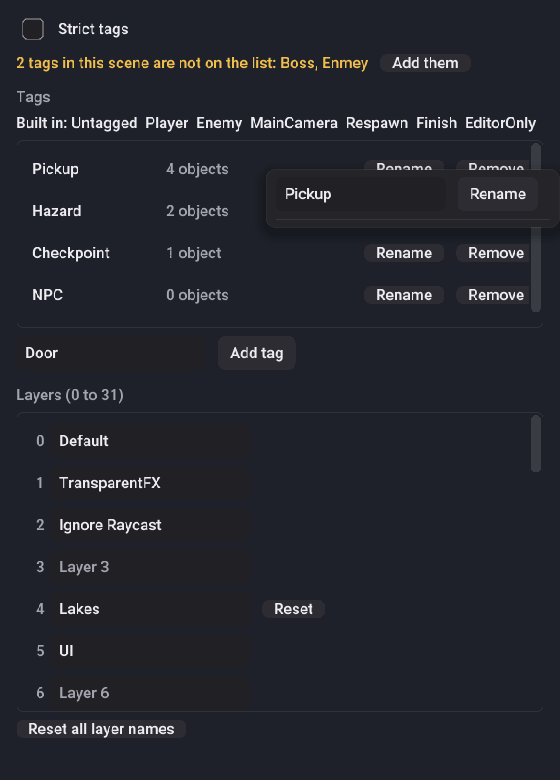 Strict tags
2 tags in this scene are not on the list: Boss, Enmey Add them
Tags
Built in: Untagged Player Enemy MainCamera Respawn Finish EditorOnly
Pickup 4 objects Rename Remove
Pickup Rename
Hazard 2 objects
Checkpoint 1 object Rename Remove
NPC 0 objects Rename Remove
Door Add tag
Layers (0 to 31)
0 Default
1 TransparentFX
2 Ignore Raycast
3 Layer 3
4 Lakes Reset
5 UI
6 Layer 6
Reset all layer names